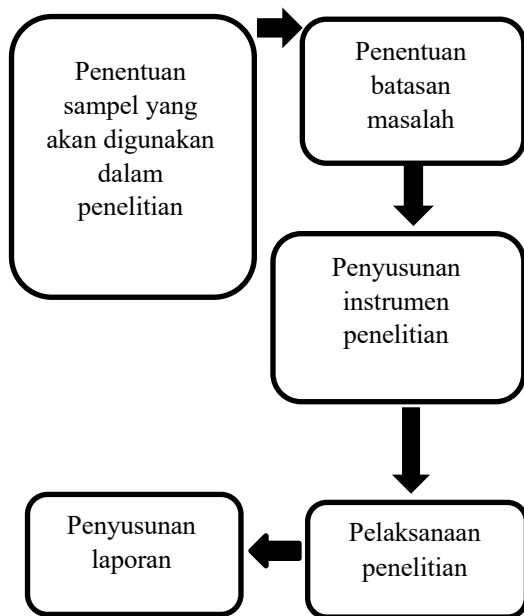 Penentuan
sampel yang
akan digunakan
dalam
penelitian
Penentuan
batasan
masalah
Penyusunan
instrumen
penelitian
Pelaksanaan
penelitian
Penyusunan
laporan